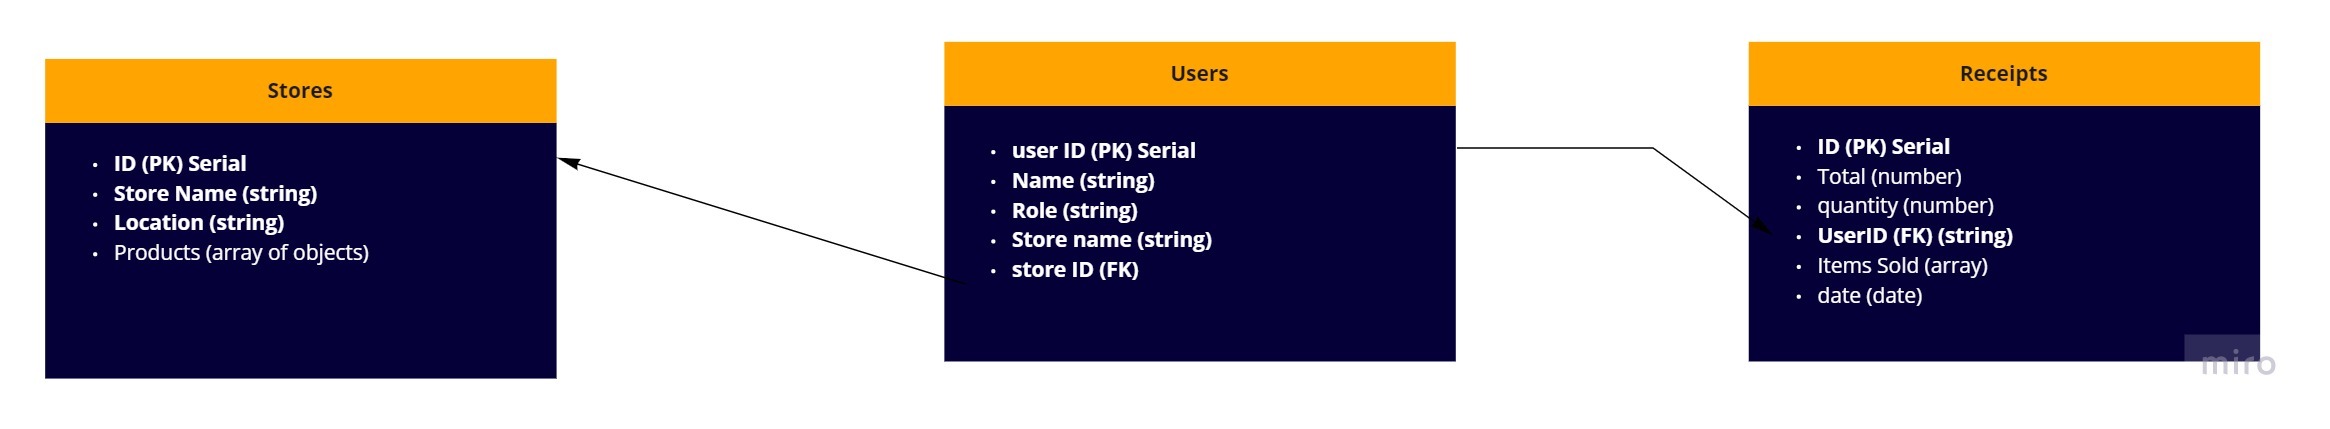 Stores
• ID (PK) Serial
• Store Name (string)
• Location (string)
• Products (array of objects)
Users
• user ID (PK) Serial
• Name (string)
• Role (string)
• Store name (string)
• store ID (FK)
Receipts
• ID (PK) Serial
• Total (number)
• quantity (number)
• UserID (FK) (string)
• Items Sold (array)
• date (date)
miro